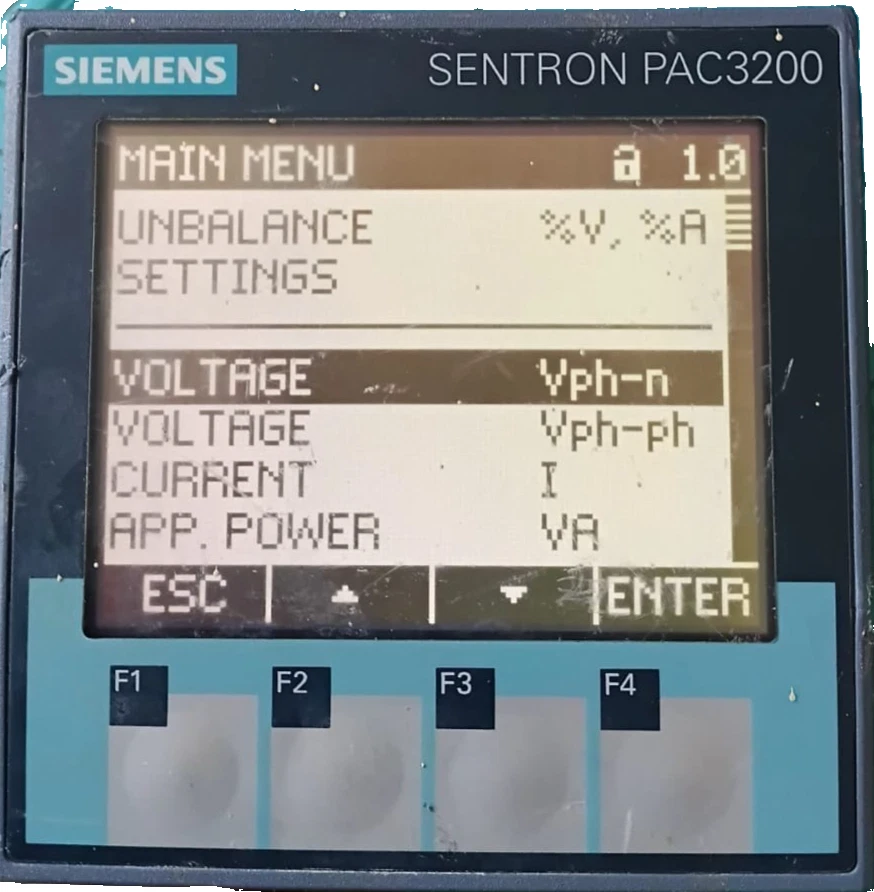 SIEMENS SENTRON PAC3200
MAIN MENU 1.0
UNBALANCE %V, %A
SETTINGS
VOLTAGE Vph-n
VOLTAGE Vph-ph
CURRENT I
APP. POWER VA
ESC ENTER
F1 F2 F3 F4